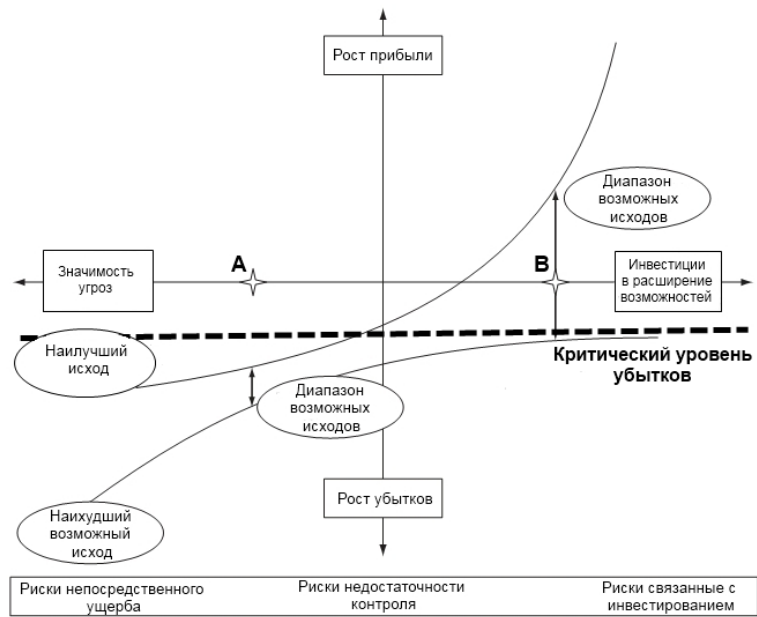 Рост прибыли
Диапазон
возможных
исходов
А
В
Значимость
угроз
Инвестиции
в расширение
возможностей
Наилучший
исход
Критический уровень
убытков
Диапазон
возможных
исходов
Рост убытков
Наихудший
возможный
исход
Риски непосредственного
ущерба
Риски недостаточности
контроля
Риски связанные с
инвестированием